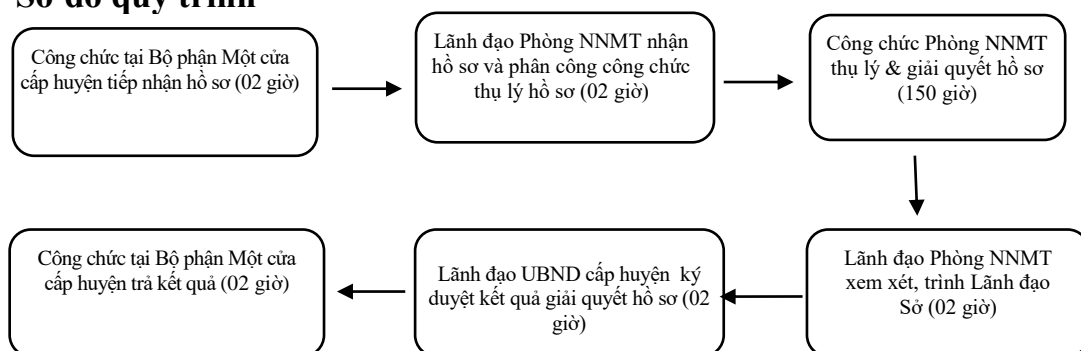 Sơ đồ quy trình
Công chức tại Bộ phận Một cửa
cấp huyện tiếp nhận hồ sơ (02 giờ)
Lãnh đạo Phòng NNMT nhận
hồ sơ và phân công công chức
thụ lý hồ sơ (02 giờ)
Công chức Phòng NNMT
thụ lý & giải quyết hồ sơ
(150 giờ)
Lãnh đạo Phòng NNMT
xem xét, trình Lãnh đạo
Sở (02 giờ)
Lãnh đạo UBND cấp huyện ký
duyệt kết quả giải quyết hồ sơ (02
giờ)
Công chức tại Bộ phận Một cửa
cấp huyện trả kết quả (02 giờ)